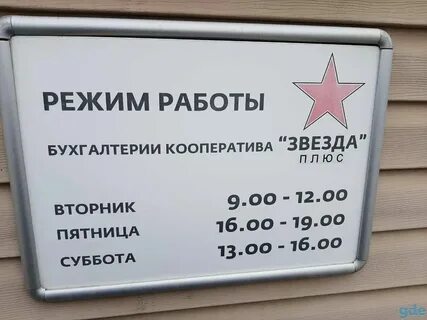 РЕЖИМ РАБОТЫ
БУХГАЛТЕРИИ КООПЕРАТИВА "ЗВЕЗДА"
ПЛЮС
ВТОРНИК 9.00 - 12.00
ПЯТНИЦА 16.00 - 19.00
СУББОТА 13.00 - 16.00
gde